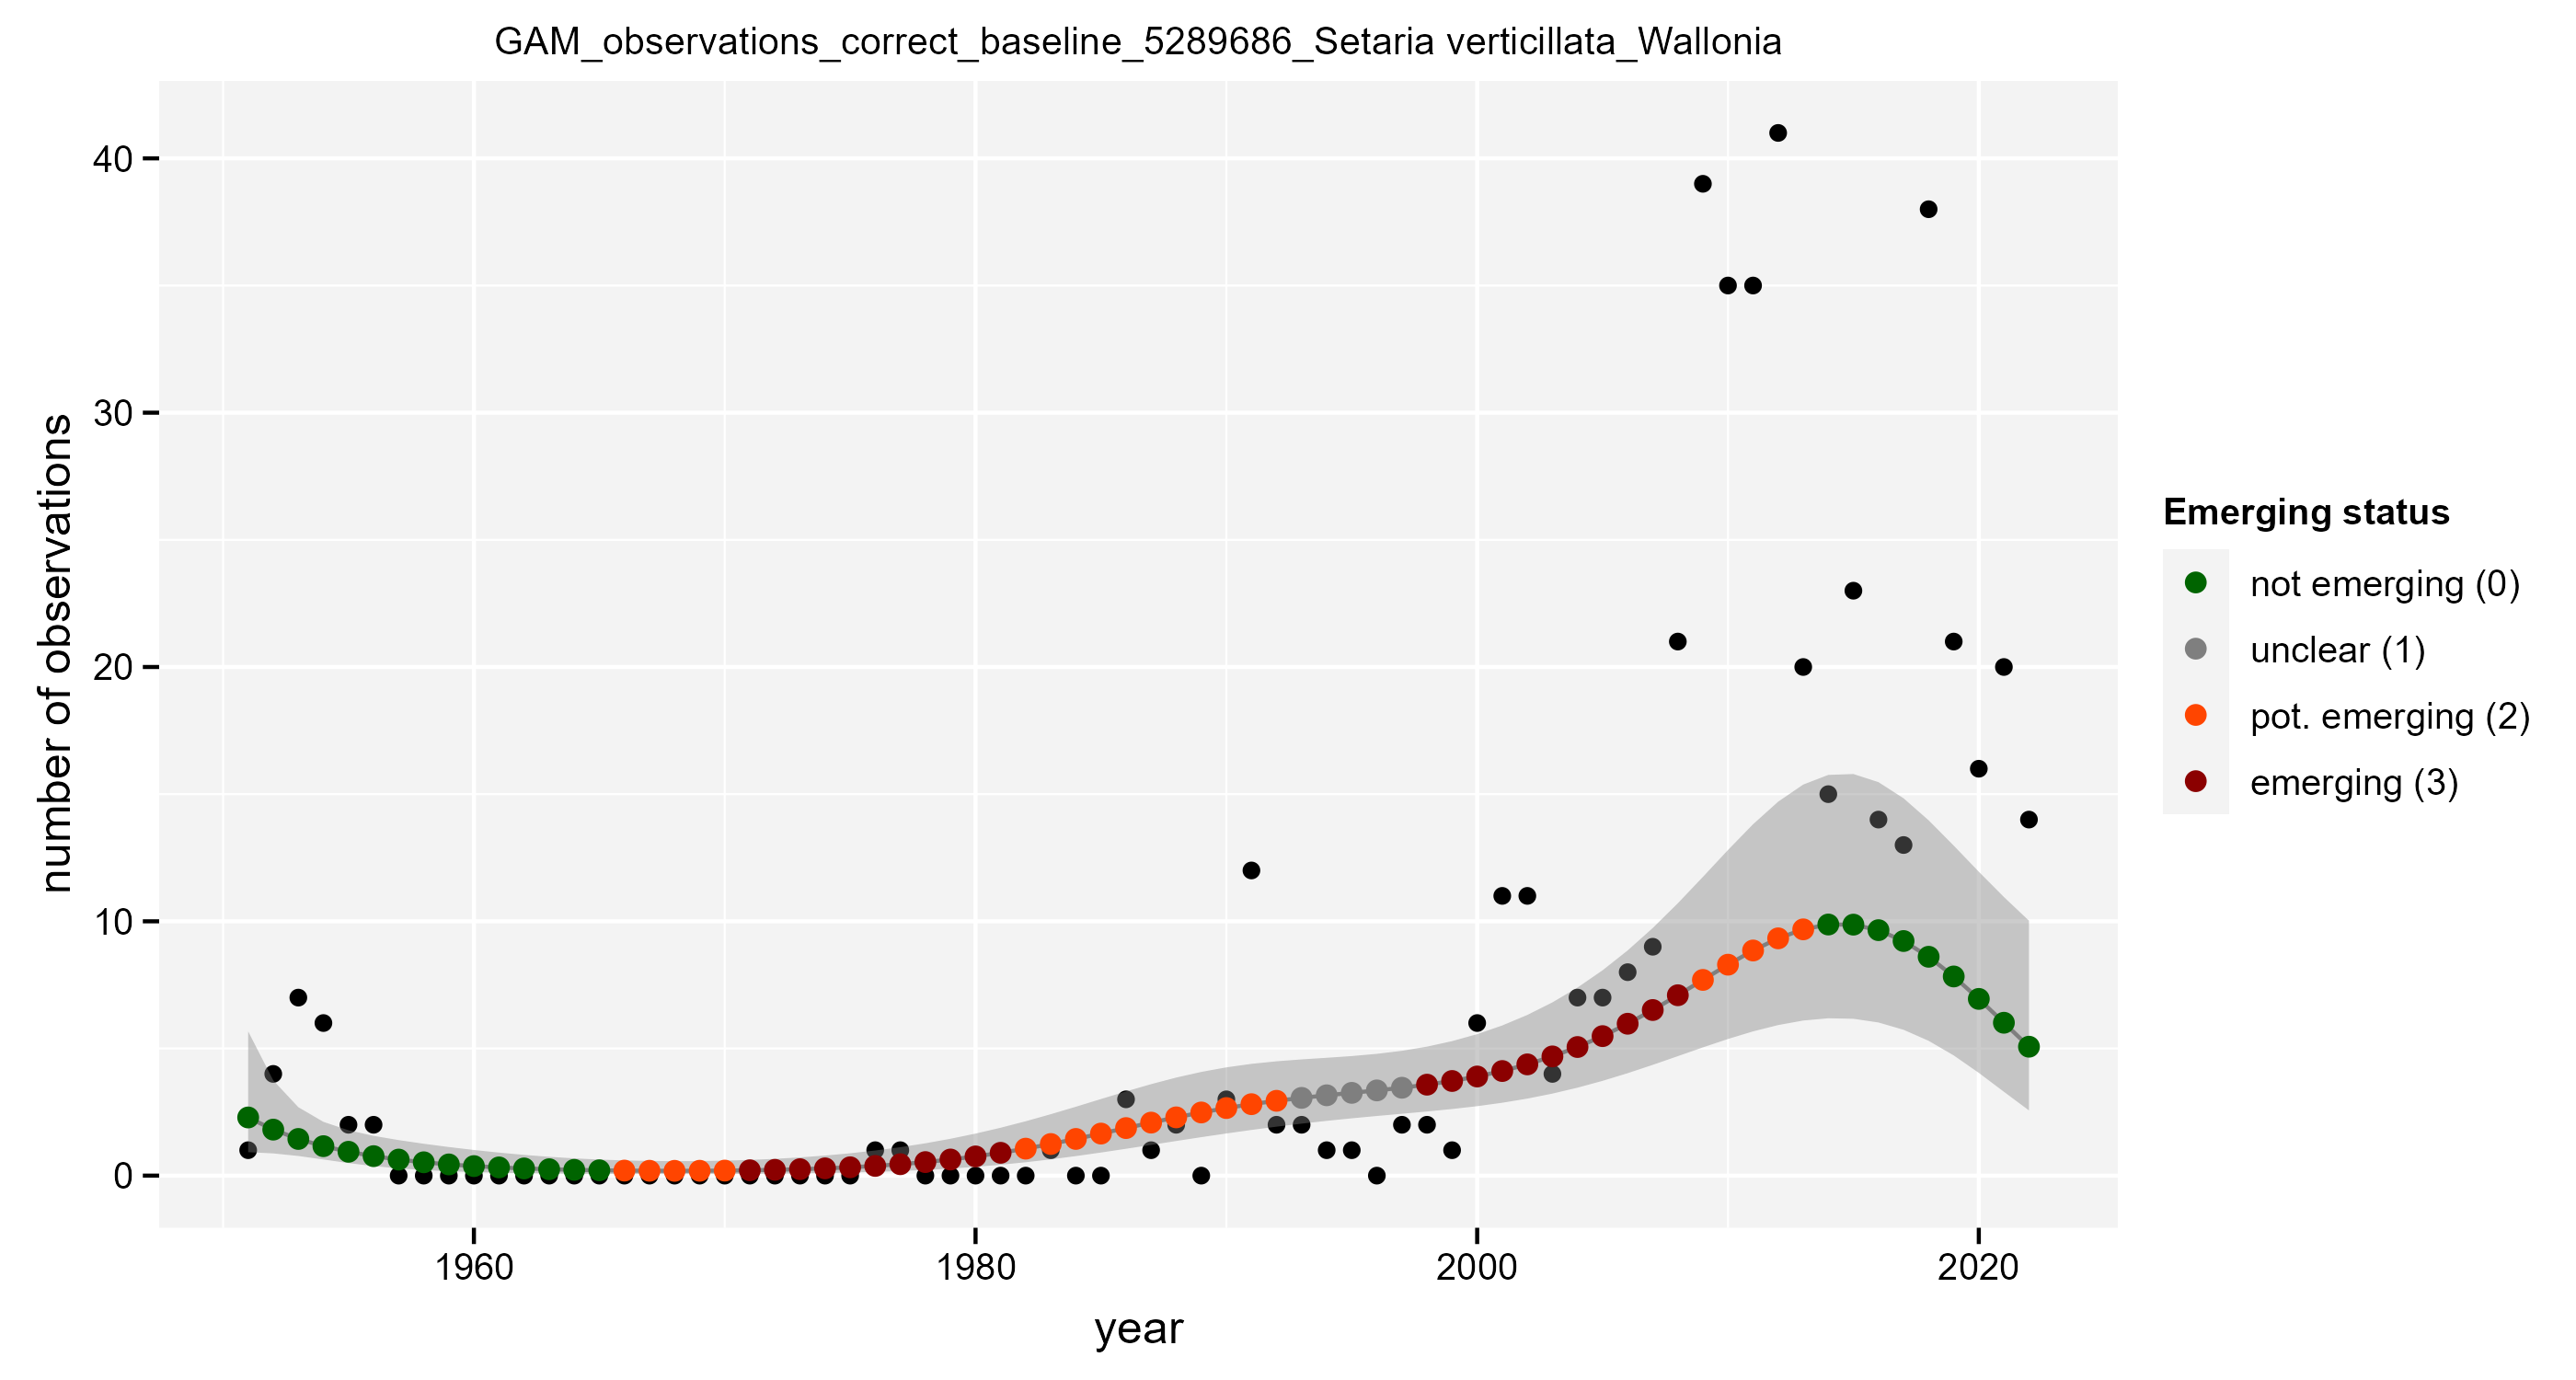 GAM_observations_correct_baseline_5289686_Setaria verticillata_Wallonia
number of observations
40
30
20
10
0
1960
1980
2000
2020
year
Emerging status
not emerging (0)
unclear (1)
pot. emerging (2)
emerging (3)